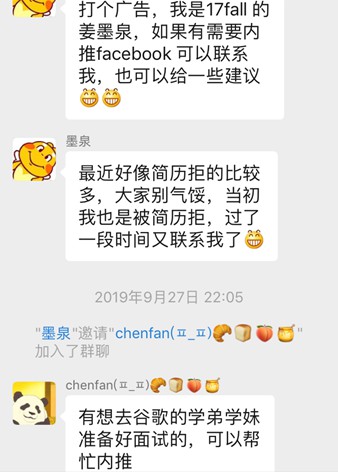 打个广告，我是17fall 的
姜墨泉，如果有需要内
推facebook 可以联系
我，也可以给一些建议
😁😁
墨泉
最近好像简历拒的比较
多，大家别气馁，当初
我也是被简历拒，过了
一段时间又联系我了😁
2019年9月27日 22:05
"墨泉"邀请"chenfan(ㅍ_ㅍ)🥐🍞🍑🍯"
加入了群聊
chenfan(ㅍ_ㅍ)🥐🍞🍑🍯
有想去谷歌的学弟学妹
准备好面试的，可以帮
忙内推